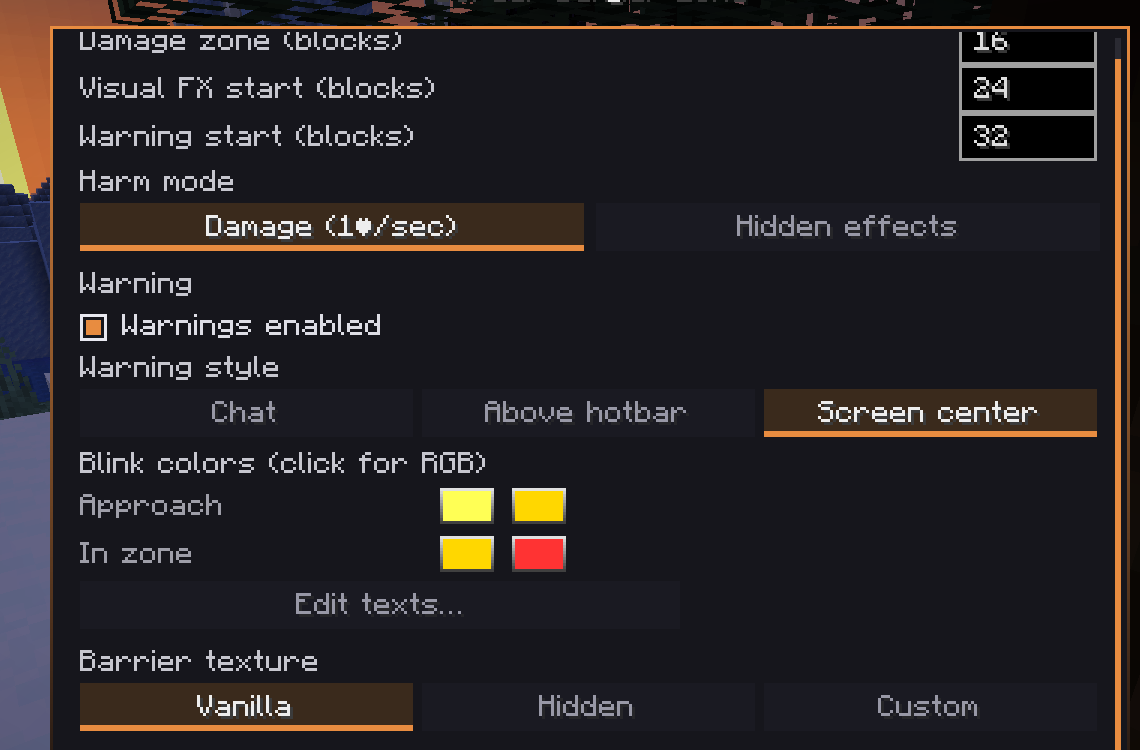 Damage zone (blocks) 16
Visual FX start (blocks) 24
Warning start (blocks) 32
Harm mode
Damage (1♥/sec) Hidden effects
Warning
Warnings enabled
Warning style
Chat Above hotbar Screen center
Blink colors (click for RGB)
Approach
In zone
Edit texts...
Barrier texture
Vanilla Hidden Custom